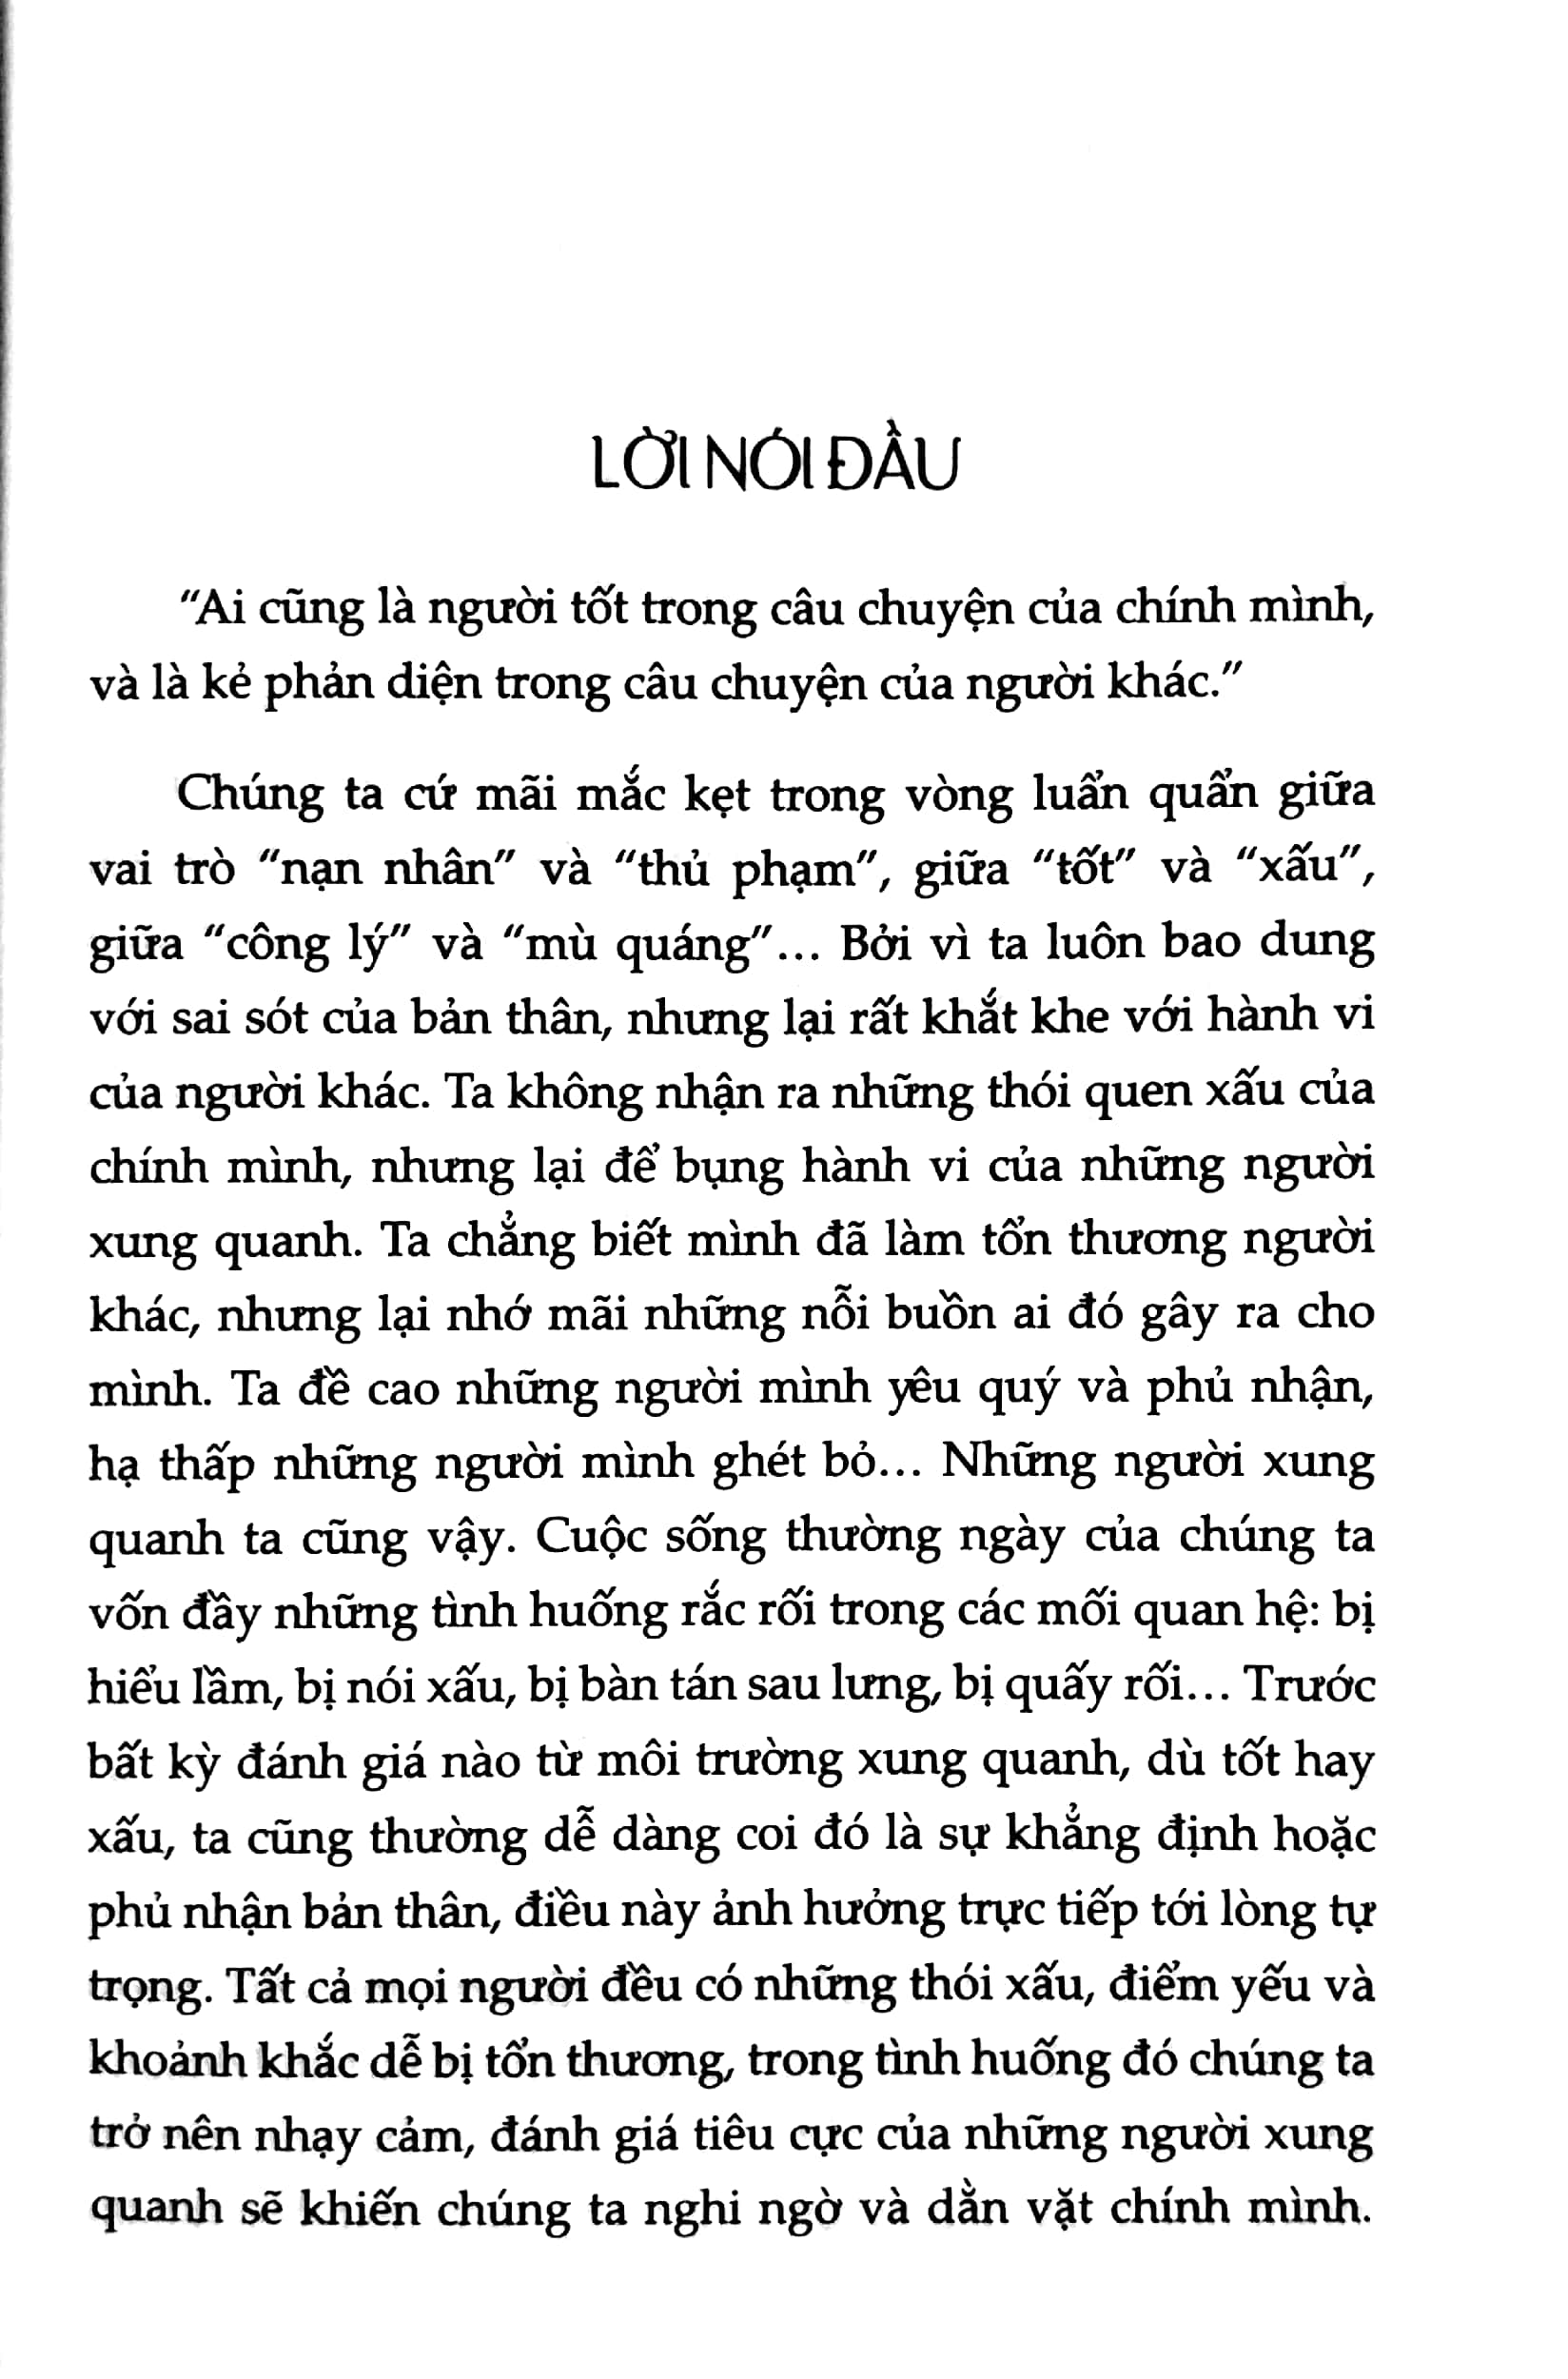 LỜI NÓI ĐẦU
“Ai cũng là người tốt trong câu chuyện của chính mình,
và là kẻ phản diện trong câu chuyện của người khác.”
Chúng ta cứ mãi mắc kẹt trong vòng luẩn quẩn giữa
vai trò “nạn nhân” và “thủ phạm”, giữa “tốt” và “xấu”,
giữa “công lý” và “mù quáng”... Bởi vì ta luôn bao dung
với sai sót của bản thân, nhưng lại rất khắt khe với hành vi
của người khác. Ta không nhận ra những thói quen xấu của
chính mình, nhưng lại để bụng hành vi của những người
xung quanh. Ta chẳng biết mình đã làm tổn thương người
khác, nhưng lại nhớ mãi những nỗi buồn ai đó gây ra cho
mình. Ta đề cao những người mình yêu quý và phủ nhận,
hạ thấp những người mình ghét bỏ... Những người xung
quanh ta cũng vậy. Cuộc sống thường ngày của chúng ta
vốn đầy những tình huống rắc rối trong các mối quan hệ: bị
hiểu lầm, bị nói xấu, bị bàn tán sau lưng, bị quấy rối... Trước
bất kỳ đánh giá nào từ môi trường xung quanh, dù tốt hay
xấu, ta cũng thường dễ dàng coi đó là sự khẳng định hoặc
phủ nhận bản thân, điều này ảnh hưởng trực tiếp tới lòng tự
trọng. Tất cả mọi người đều có những thói xấu, điểm yếu và
khoảnh khắc dễ bị tổn thương, trong tình huống đó chúng ta
trở nên nhạy cảm, đánh giá tiêu cực của những người xung
quanh sẽ khiến chúng ta nghi ngờ và dằn vặt chính mình.